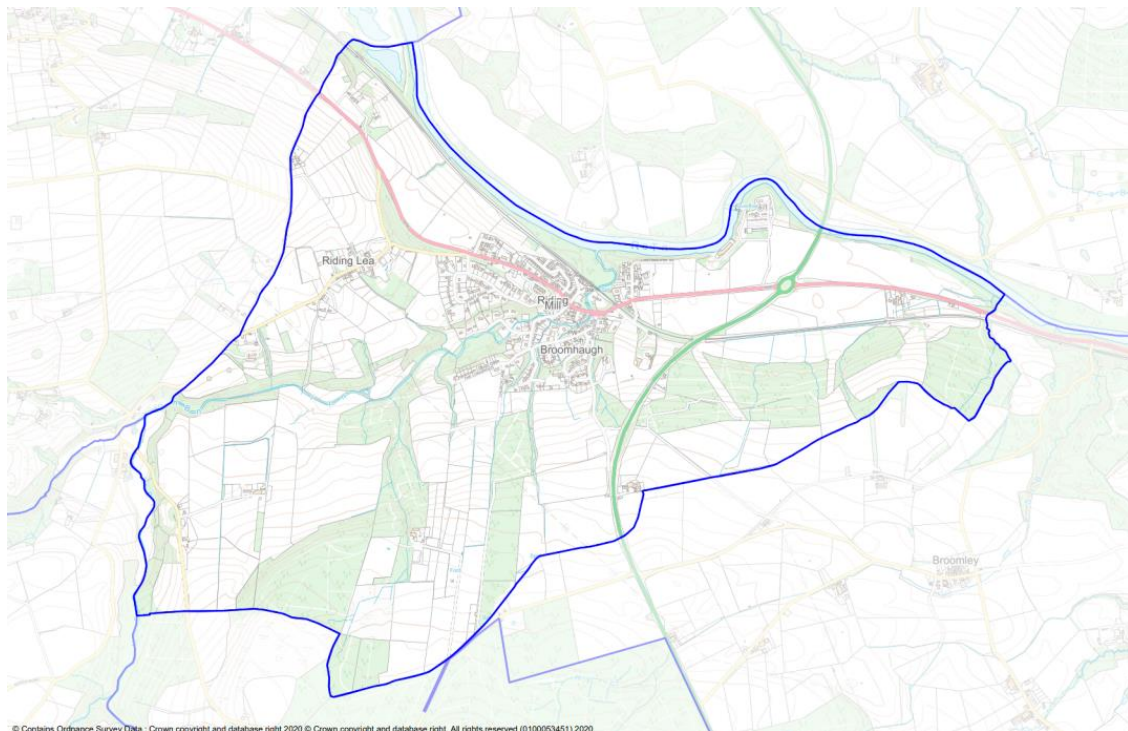 Riding Lea
Riding
Mill
Broomhaugh
Broomley
© Contains Ordnance Survey Data : Crown copyright and database right 2020 © Crown copyright and database right. All rights reserved (0100053451) 2020